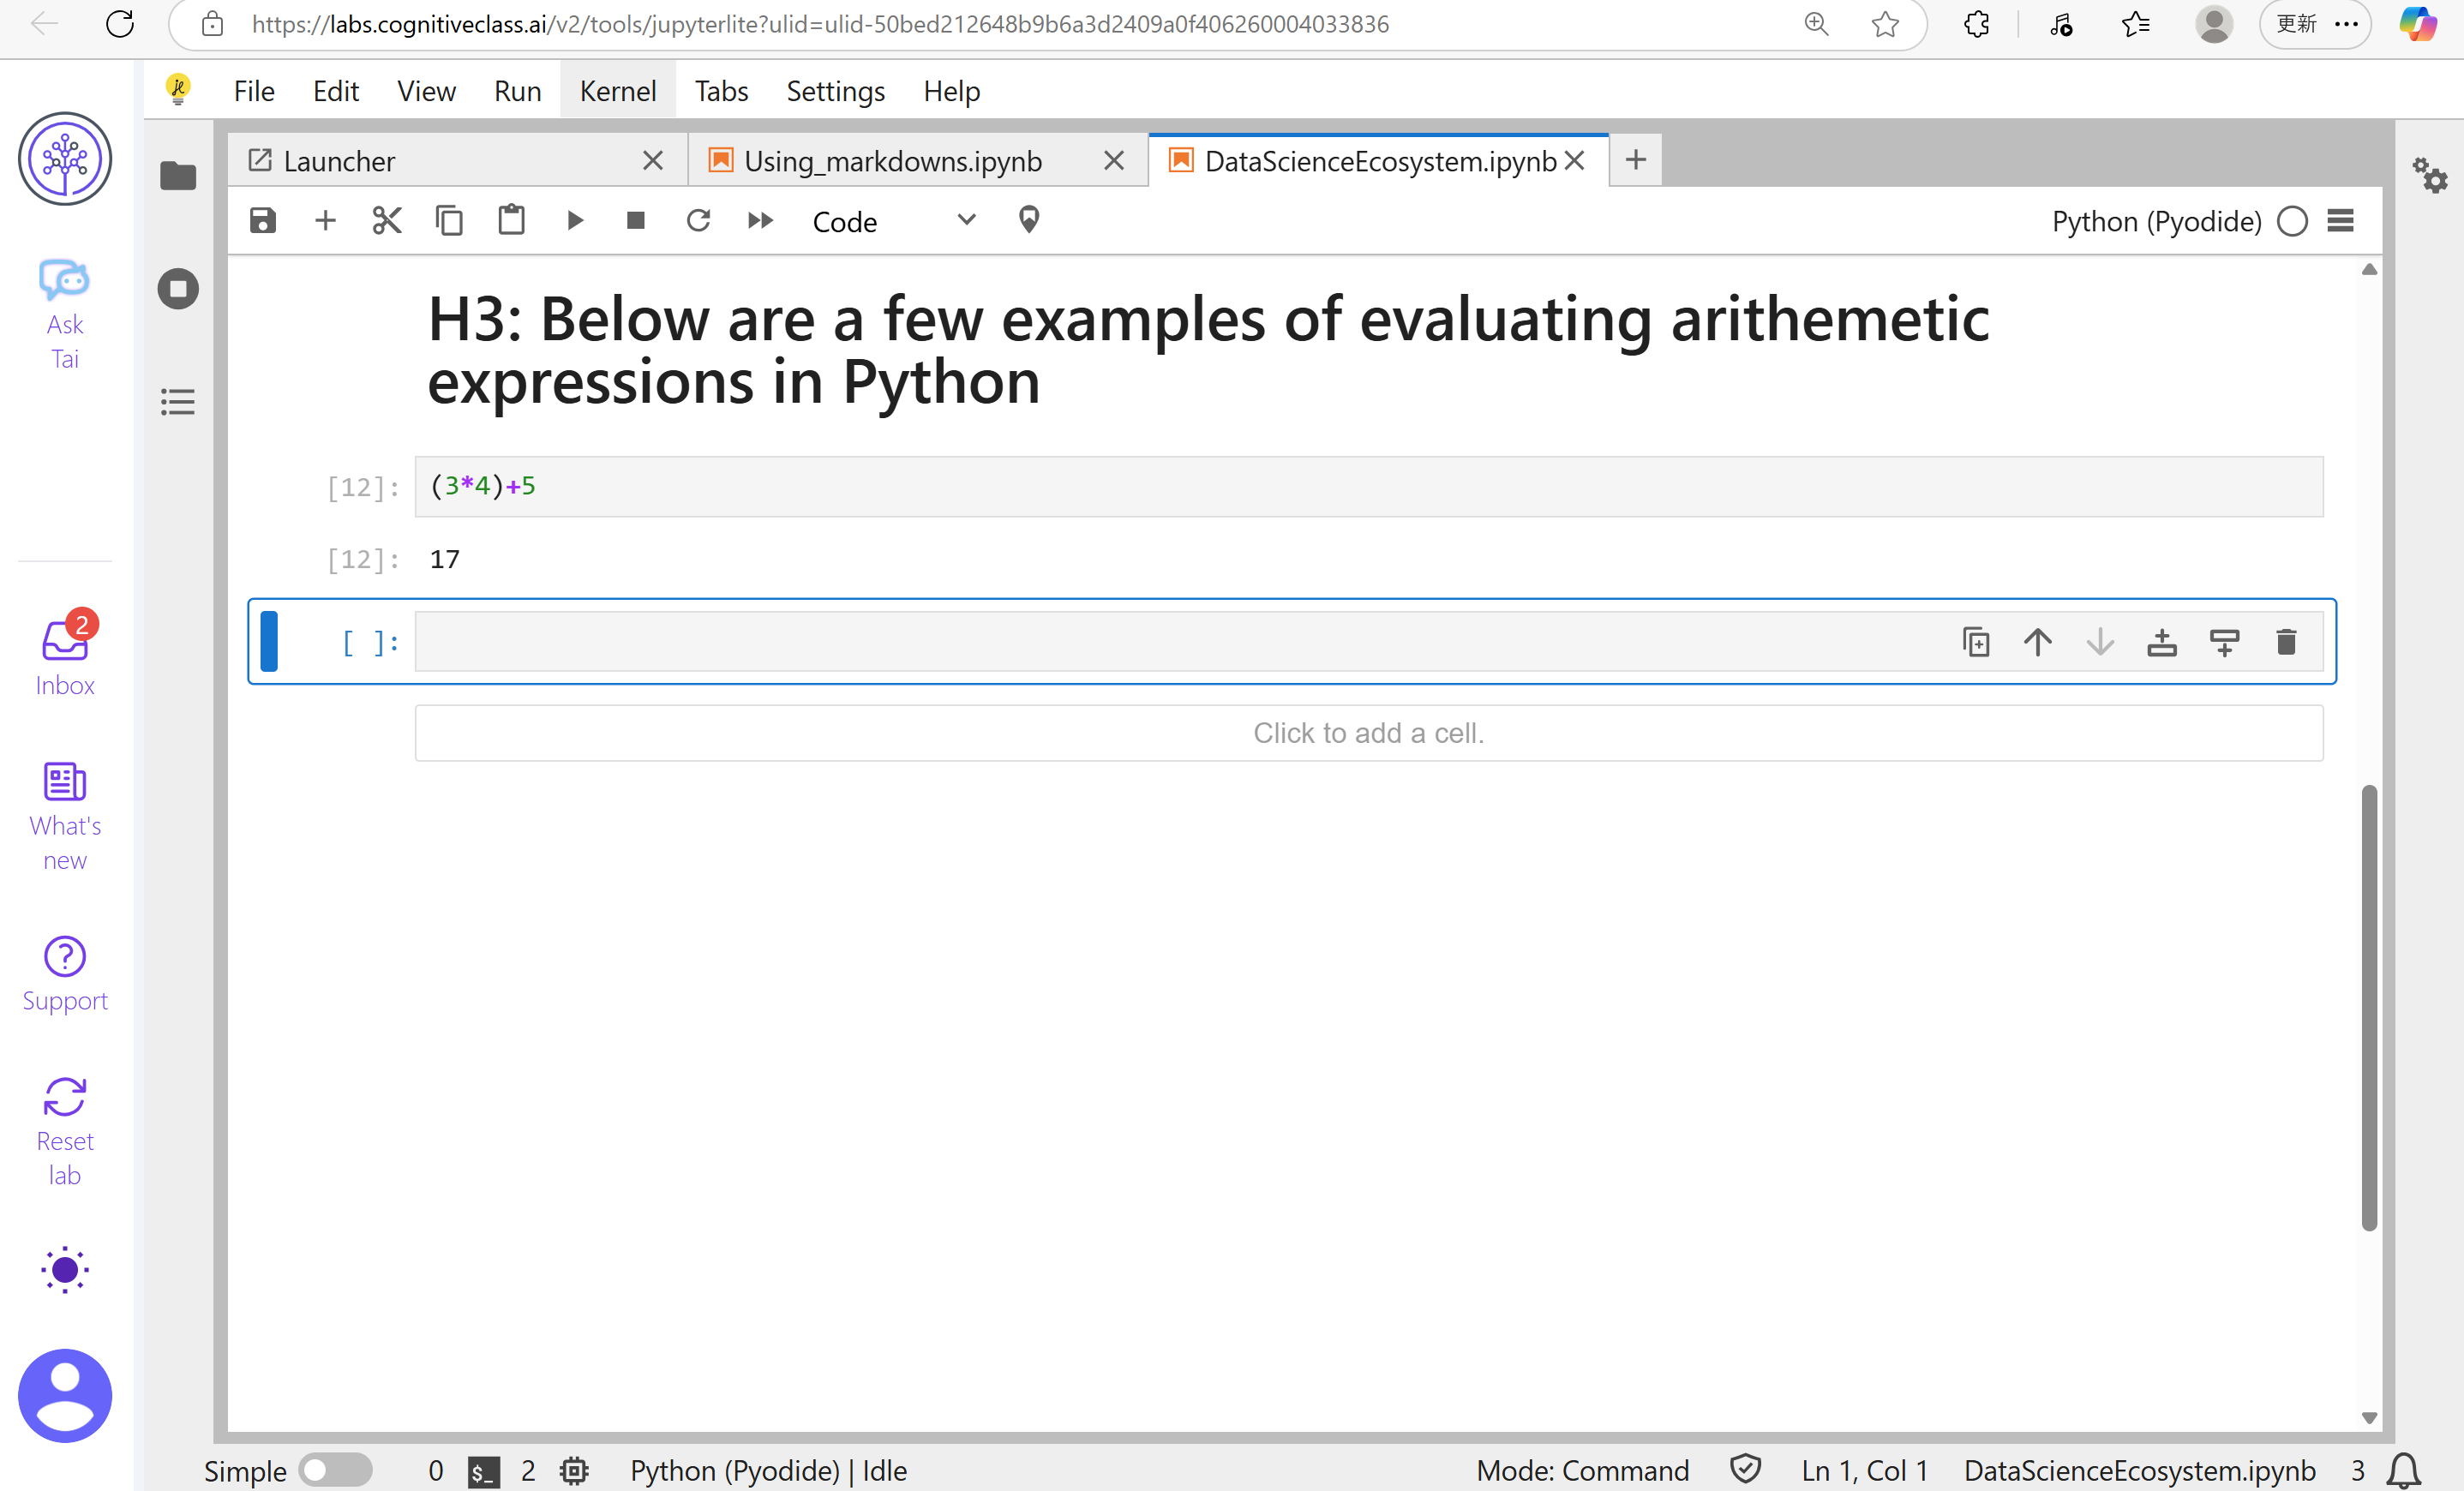 https://labs.cognitiveclass.ai/v2/tools/jupyterlite?ulid=ulid-50bed212648b9b6a3d2409a0f406260004033836
更新
File Edit View Run Kernel Tabs Settings Help
Launcher Using_markdowns.ipynb DataScienceEcosystem.ipynb
Code
Python (Pyodide)
Ask
Tai
2
Inbox
What's
new
Support
Reset
lab
H3: Below are a few examples of evaluating arithemetic
expressions in Python
[12]: (3*4)+5
[12]: 17
[ ]:
Click to add a cell.
Simple 0 $_ 2 Python (Pyodide) | Idle Mode: Command Ln 1, Col 1 DataScienceEcosystem.ipynb 3